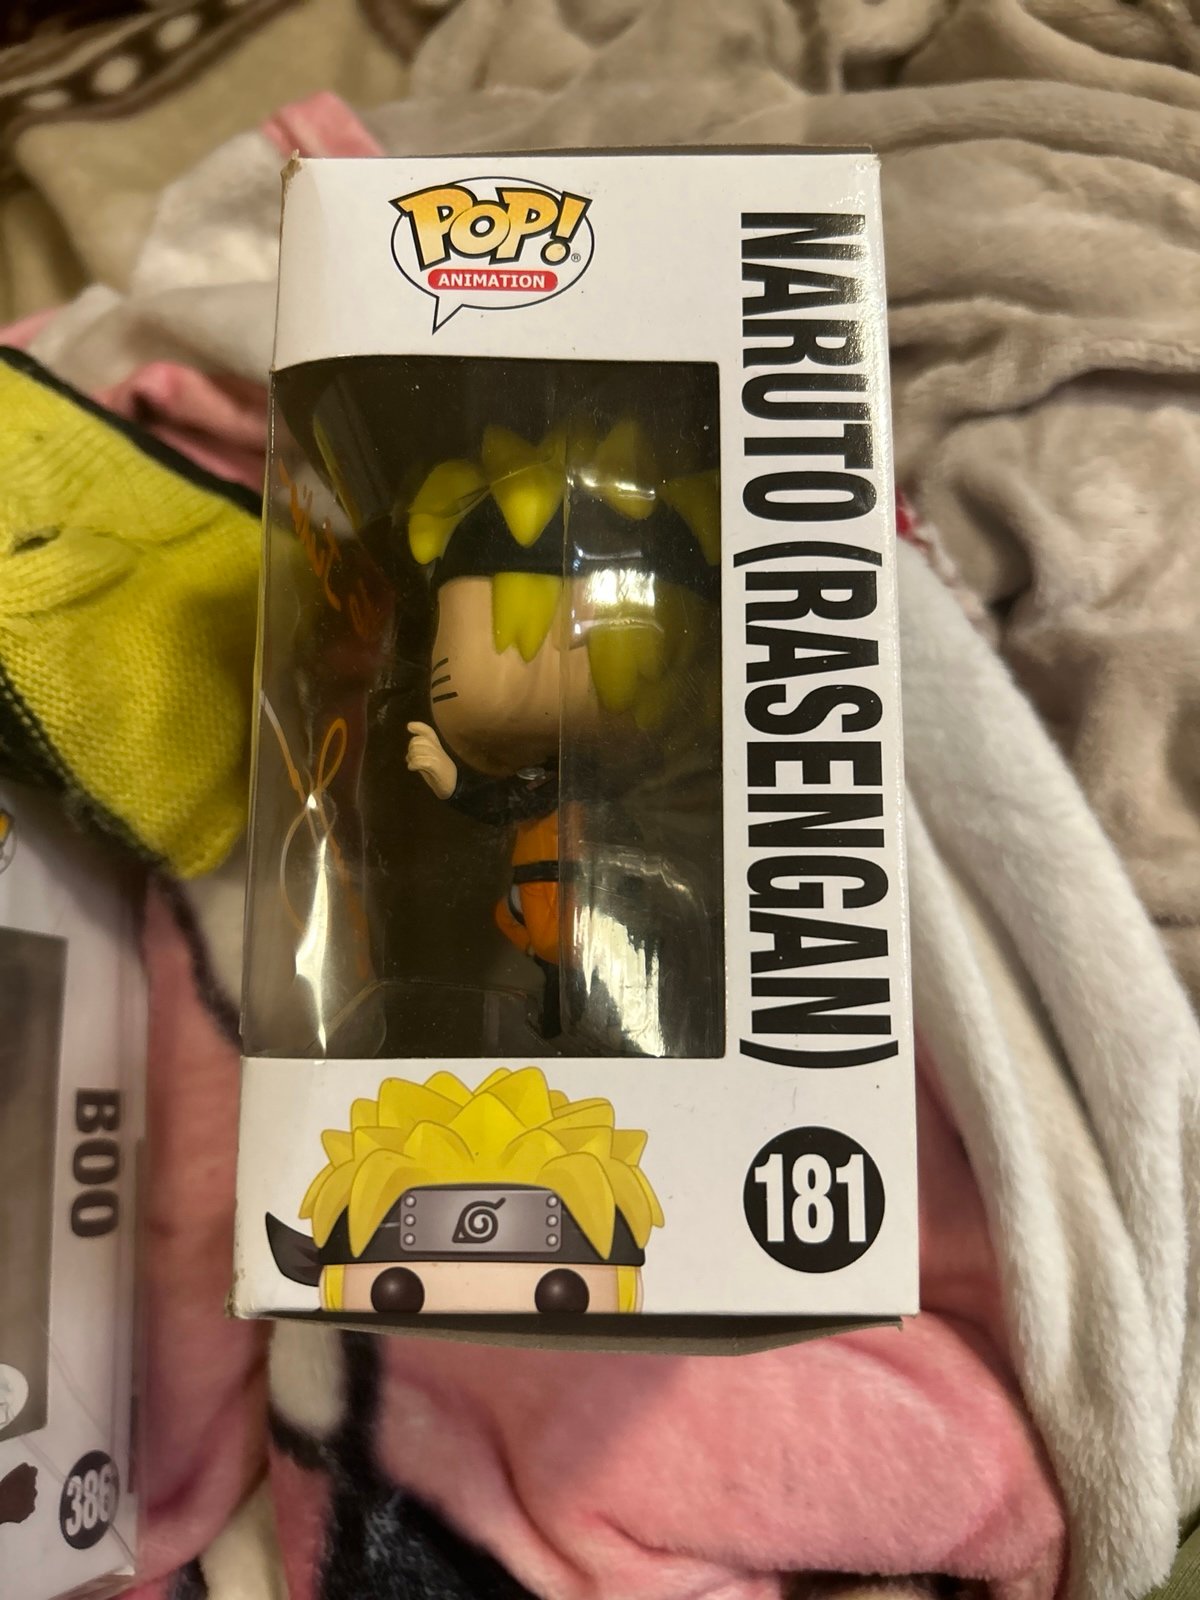 POP!®
ANIMATION
NARUTO (RASENGAN)
181
BOO
386